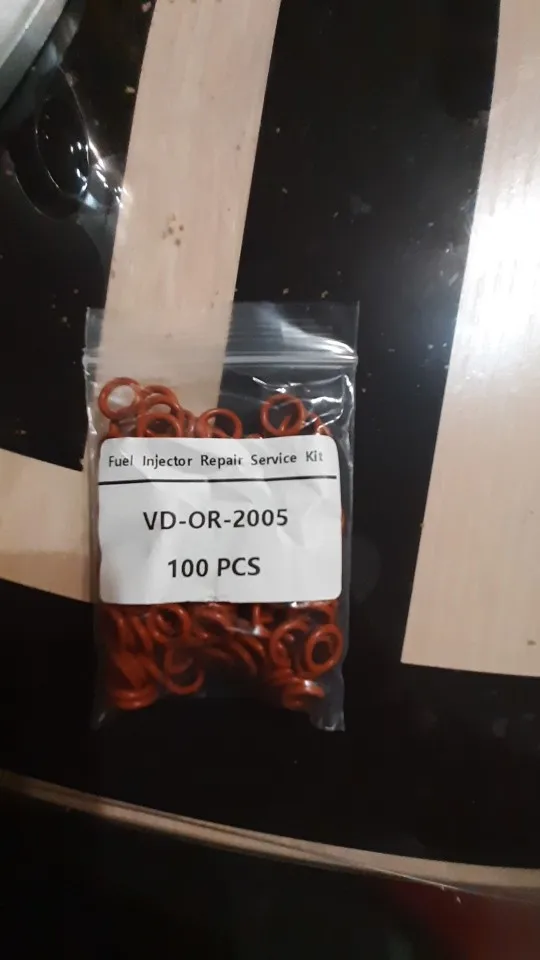 Fuel Injector Repair Service Kit
VD-OR-2005
100 PCS